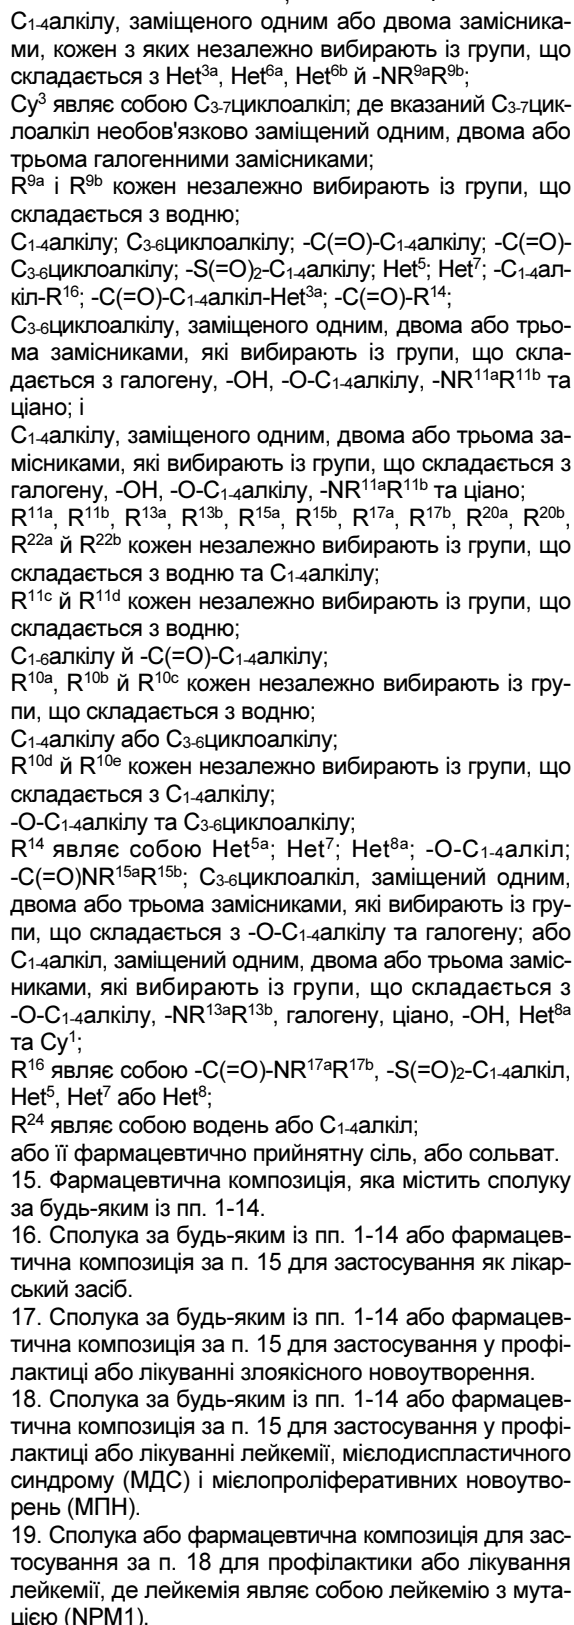 C₁₋₄алкілу, заміщеного одним або двома замісника-
ми, кожен з яких незалежно вибирають із групи, що
складається з Het³ᵃ, Het⁶ᵃ, Het⁶ᵇ й -NR⁹ᵃR⁹ᵇ;
Cy³ являє собою C₃₋₇циклоалкіл; де вказаний C₃₋₇цик-
лоалкіл необов'язково заміщений одним, двома або
трьома галогенними замісниками;
R⁹ᵃ і R⁹ᵇ кожен незалежно вибирають із групи, що
складається з водню;
C₁₋₄алкілу; C₃₋₆циклоалкілу; -C(=O)-C₁₋₄алкілу; -C(=O)-
C₃₋₆циклоалкілу; -S(=O)₂-C₁₋₄алкілу; Het⁵; Het⁷; -C₁₋₄ал-
кіл-R¹⁶; -C(=O)-C₁₋₄алкіл-Het³ᵃ; -C(=O)-R¹⁴;
C₃₋₆циклоалкілу, заміщеного одним, двома або трьо-
ма замісниками, які вибирають із групи, що скла-
дається з галогену, -OH, -O-C₁₋₄алкілу, -NR¹¹ᵃR¹¹ᵇ та
ціано; і
C₁₋₄алкілу, заміщеного одним, двома або трьома за-
місниками, які вибирають із групи, що складається з
галогену, -OH, -O-C₁₋₄алкілу, -NR¹¹ᵃR¹¹ᵇ та ціано;
R¹¹ᵃ, R¹¹ᵇ, R¹³ᵃ, R¹³ᵇ, R¹⁵ᵃ, R¹⁵ᵇ, R¹⁷ᵃ, R¹⁷ᵇ, R²⁰ᵃ, R²⁰ᵇ,
R²²ᵃ й R²²ᵇ кожен незалежно вибирають із групи, що
складається з водню та C₁₋₄алкілу;
R¹¹ᶜ й R¹¹ᵈ кожен незалежно вибирають із групи, що
складається з водню;
C₁₋₆алкілу й -C(=O)-C₁₋₄алкілу;
R¹⁰ᵃ, R¹⁰ᵇ й R¹⁰ᶜ кожен незалежно вибирають із гру-
пи, що складається з водню;
C₁₋₄алкілу або C₃₋₆циклоалкілу;
R¹⁰ᵈ й R¹⁰ᵉ кожен незалежно вибирають із групи, що
складається з C₁₋₄алкілу;
-O-C₁₋₄алкілу та C₃₋₆циклоалкілу;
R¹⁴ являє собою Het⁵ᵃ; Het⁷; Het⁸ᵃ; -O-C₁₋₄алкіл;
-C(=O)NR¹⁵ᵃR¹⁵ᵇ; C₃₋₆циклоалкіл, заміщений одним,
двома або трьома замісниками, які вибирають із гру-
пи, що складається з -O-C₁₋₄алкілу та галогену; або
C₁₋₄алкіл, заміщений одним, двома або трьома заміс-
никами, які вибирають із групи, що складається з
-O-C₁₋₄алкілу, -NR¹³ᵃR¹³ᵇ, галогену, ціано, -OH, Het⁸ᵃ
та Cy¹;
R¹⁶ являє собою -C(=O)-NR¹⁷ᵃR¹⁷ᵇ, -S(=O)₂-C₁₋₄алкіл,
Het⁵, Het⁷ або Het⁸;
R²⁴ являє собою водень або C₁₋₄алкіл;
або її фармацевтично прийнятну сіль, або сольват.
15. Фармацевтична композиція, яка містить сполуку
за будь-яким із пп. 1-14.
16. Сполука за будь-яким із пп. 1-14 або фармацев-
тична композиція за п. 15 для застосування як лікар-
ський засіб.
17. Сполука за будь-яким із пп. 1-14 або фармацев-
тична композиція за п. 15 для застосування у профі-
лактиці або лікуванні злоякісного новоутворення.
18. Сполука за будь-яким із пп. 1-14 або фармацев-
тична композиція за п. 15 для застосування у профі-
лактиці або лікуванні лейкемії, мієлодиспластичного
синдрому (МДС) і мієлопроліферативних новоутво-
рень (МПН).
19. Сполука або фармацевтична композиція для зас-
тосування за п. 18 для профілактики або лікування
лейкемії, де лейкемія являє собою лейкемію з мута-
цією (NPM1).